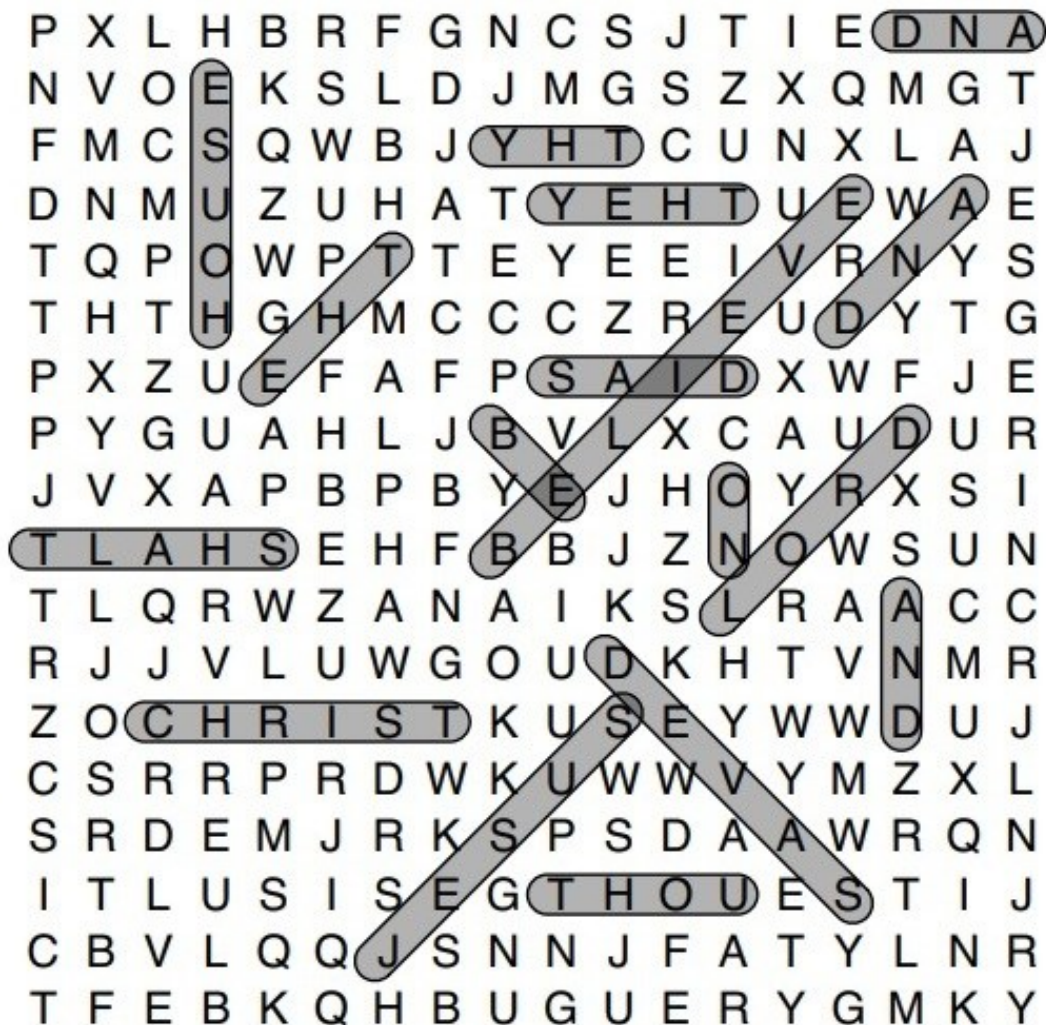 P X L H B R F G N C S J T I E D N A
N V O E K S L D J M G S Z X Q M G T
F M C S Q W B J Y H T C U N X L A J
D N M U Z U H A T Y E H T U E W A E
T Q P O W P T T E Y E E I V R N Y S
T H T H G H M C C C Z R E U D Y T G
P X Z U E F A F P S A I D X W F J E
P Y G U A H L J B V L X C A U D U R
J V X A P B P B Y E J H O Y R X S I
T L A H S E H F B B J Z N O W S U N
T L Q R W Z A N A I K S L R A A C C
R J J V L U W G O U D K H T V N M R
Z O C H R I S T K U S E Y W W D U J
C S R R P R D W K U W W V Y M Z X L
S R D E M J R K S P S D A A W R Q N
I T L U S I S E G T H O U E S T I J
C B V L Q Q J S N N J F A T Y L N R
T F E B K Q H B U G U E R Y G M K Y